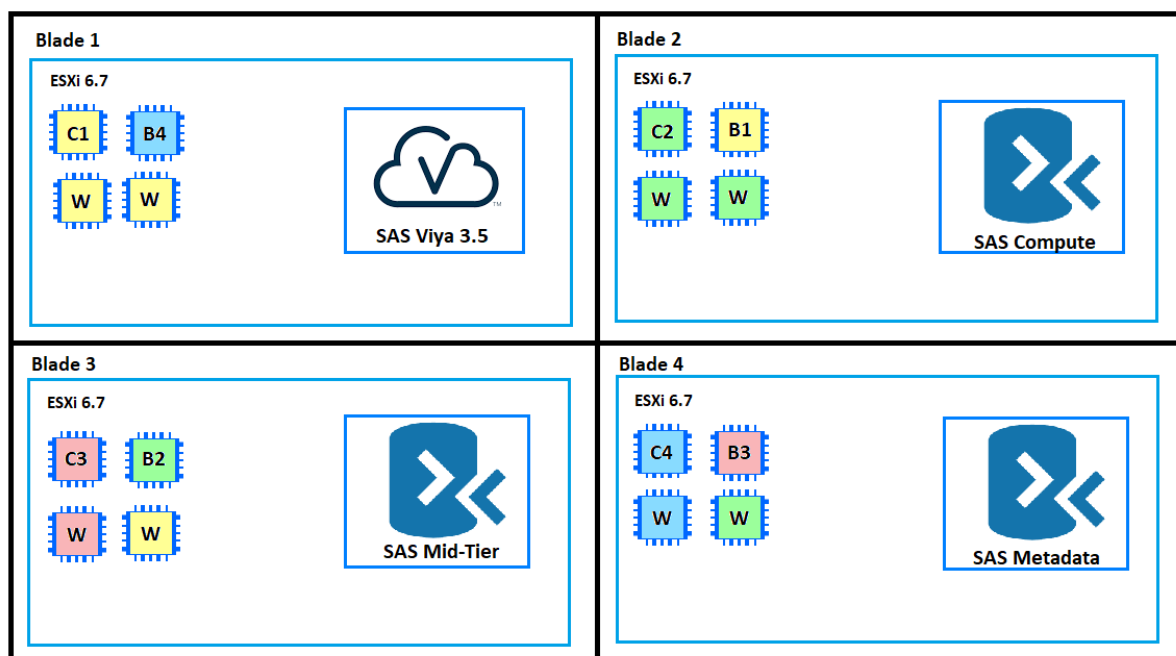 Blade 1
ESXi 6.7
C1 B4
W W
SAS Viya 3.5
TM
Blade 2
ESXi 6.7
C2 B1
W W
SAS Compute
Blade 3
ESXi 6.7
C3 B2
W W
SAS Mid-Tier
Blade 4
ESXi 6.7
C4 B3
W W
SAS Metadata